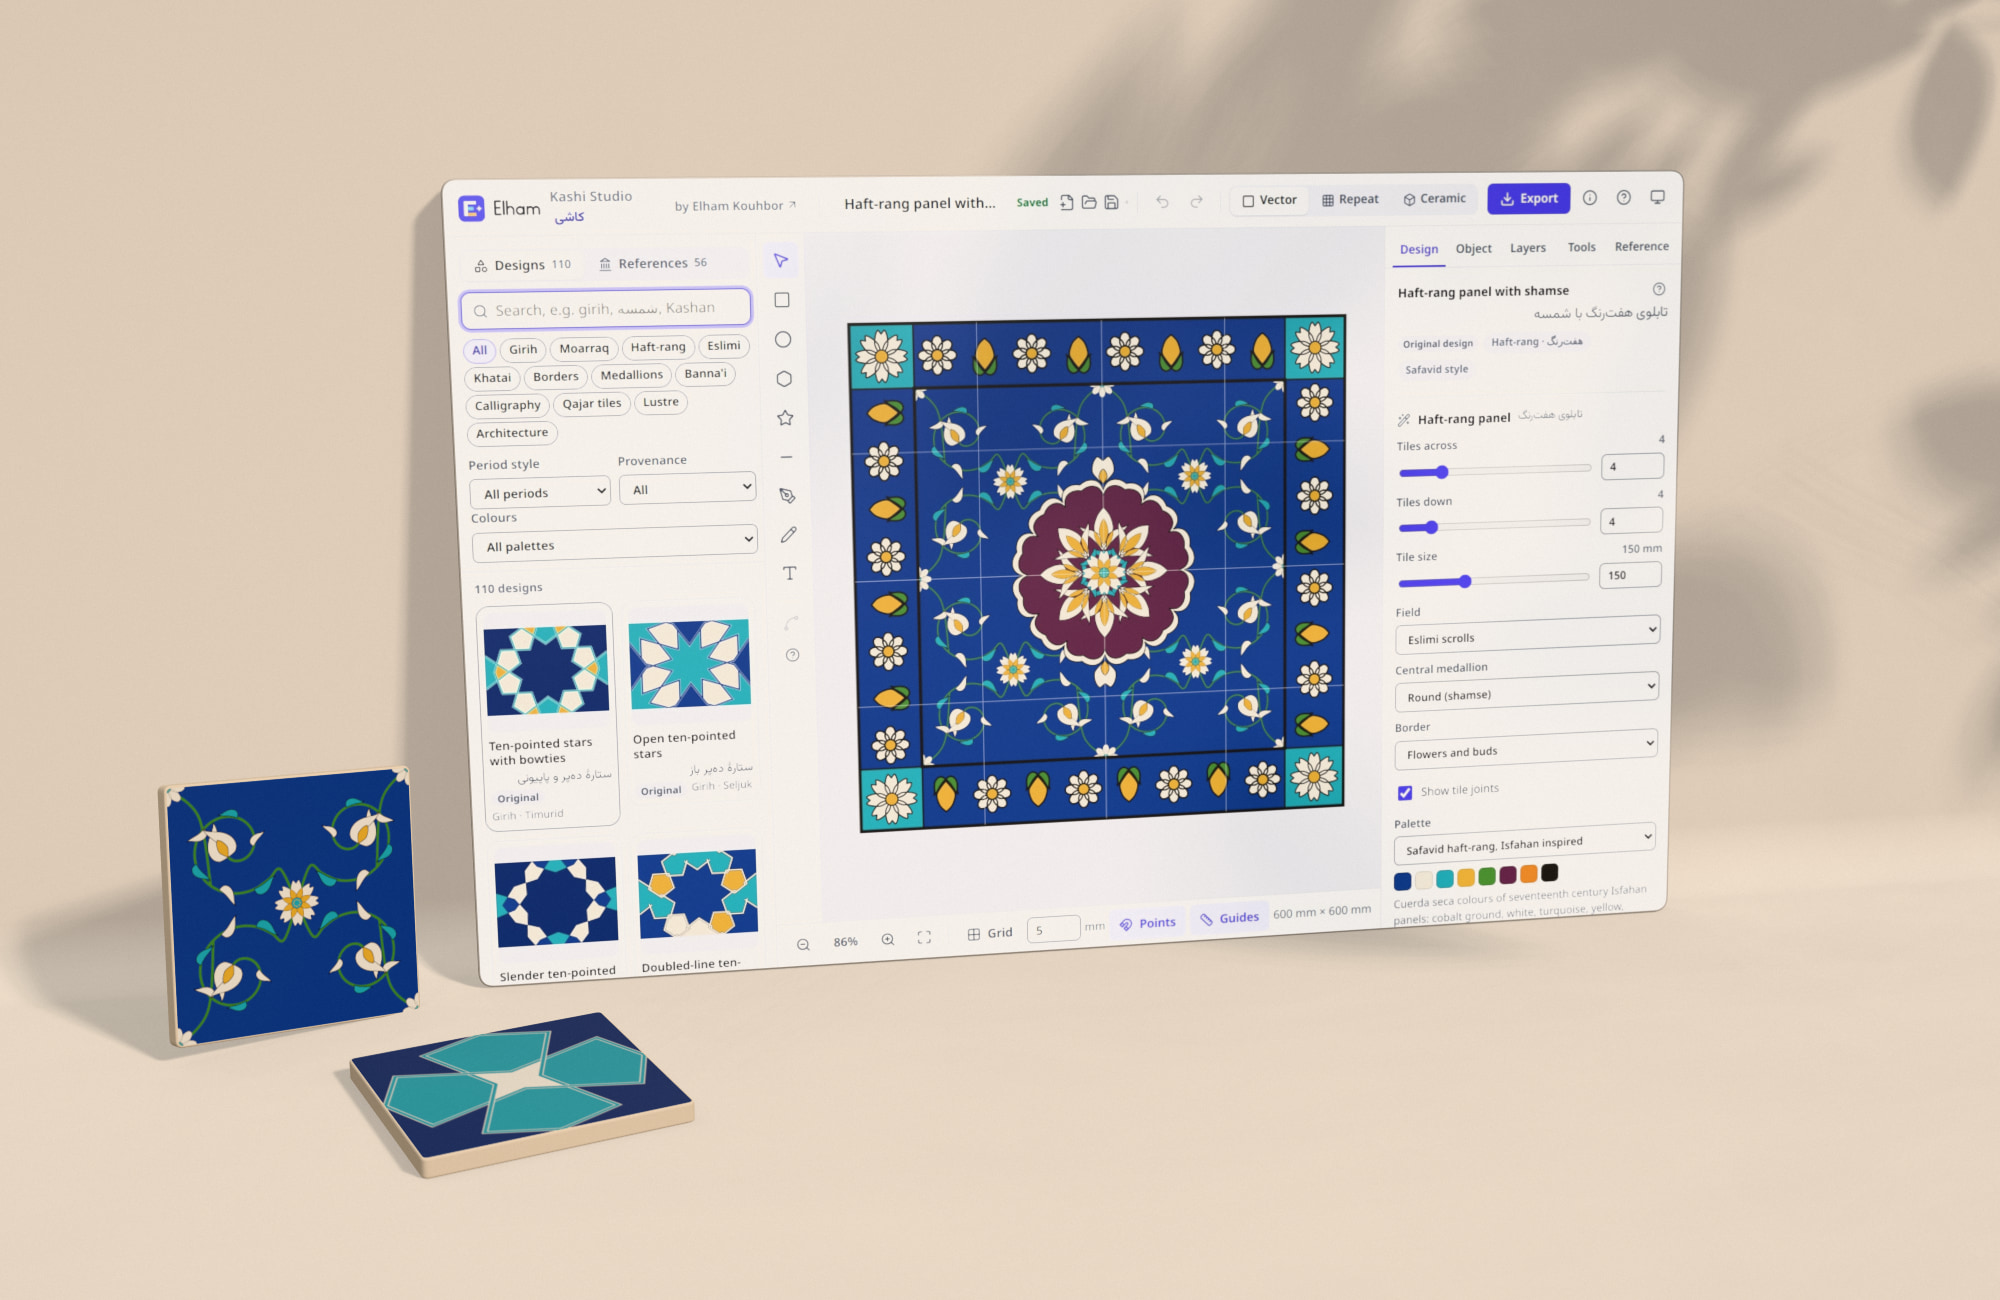 Elham
Kashi Studio
کاشی
by Elham Kouhbor
Haft-rang panel with...
Saved
Vector
Repeat
Ceramic
Export
Designs 110
References 56
Search, e.g. girih, شمسه, Kashan
All
Girih
Moarraq
Haft-rang
Eslimi
Khatai
Borders
Medallions
Banna'i
Calligraphy
Qajar tiles
Lustre
Architecture
Period style
Provenance
All periods
All
Colours
All palettes
110 designs
Ten-pointed stars
with bowties
ستارهٔ ده‌پر و پاپیونی
Original
Girih · Timurid
Open ten-pointed
stars
ستارهٔ ده‌پر باز
Original
Girih · Seljuk
Slender ten-pointed
Doubled-line ten-
86%
Grid
5
mm
Points
Guides
600 mm × 600 mm
Design
Object
Layers
Tools
Reference
Haft-rang panel with shamse
تابلوی هفت‌رنگ با شمسه
Original design
Haft-rang · هفت‌رنگ
Safavid style
Haft-rang panel تابلوی هفت‌رنگ
Tiles across
4
4
Tiles down
4
4
Tile size
150 mm
150
Field
Eslimi scrolls
Central medallion
Round (shamse)
Border
Flowers and buds
Show tile joints
Palette
Safavid haft-rang, Isfahan inspired
Cuerda seca colours of seventeenth century Isfahan
panels: cobalt ground, white, turquoise, yellow,